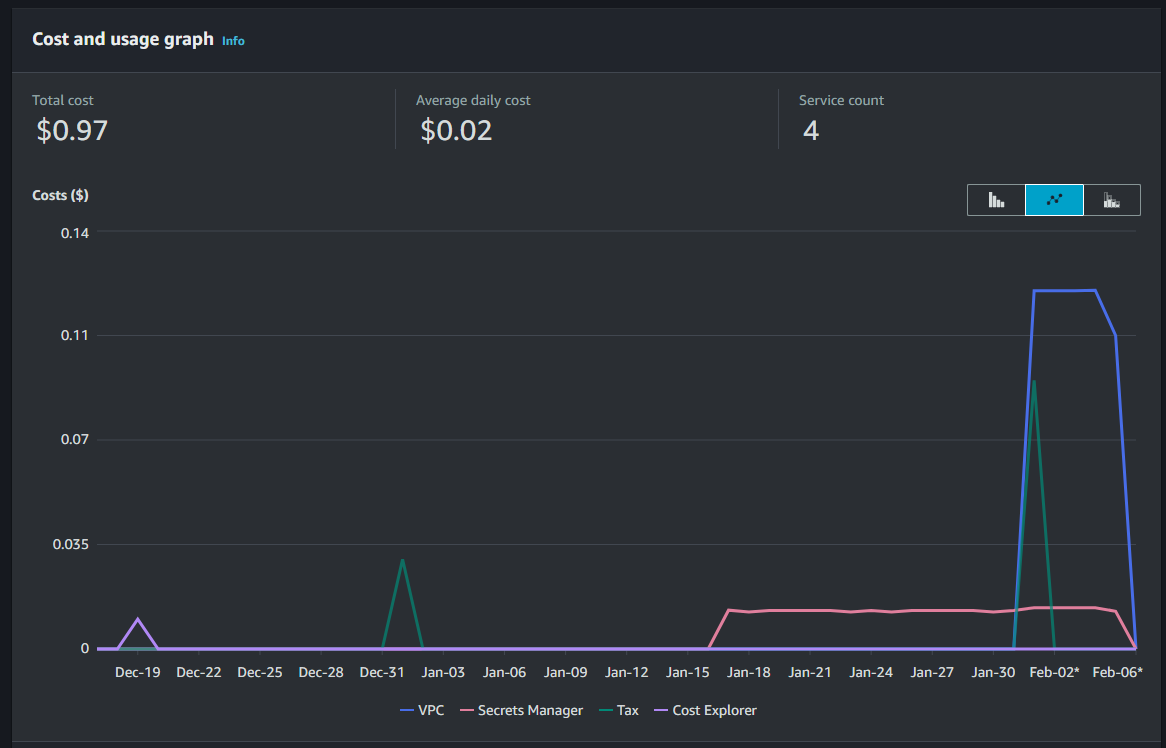 Cost and usage graph Info
Total cost Average daily cost Service count
$0.97 $0.02 4
Costs ($)
0.14
0.11
0.07
0.035
0
Dec-19 Dec-22 Dec-25 Dec-28 Dec-31 Jan-03 Jan-06 Jan-09 Jan-12 Jan-15 Jan-18 Jan-21 Jan-24 Jan-27 Jan-30 Feb-02* Feb-06*
VPC Secrets Manager Tax Cost Explorer